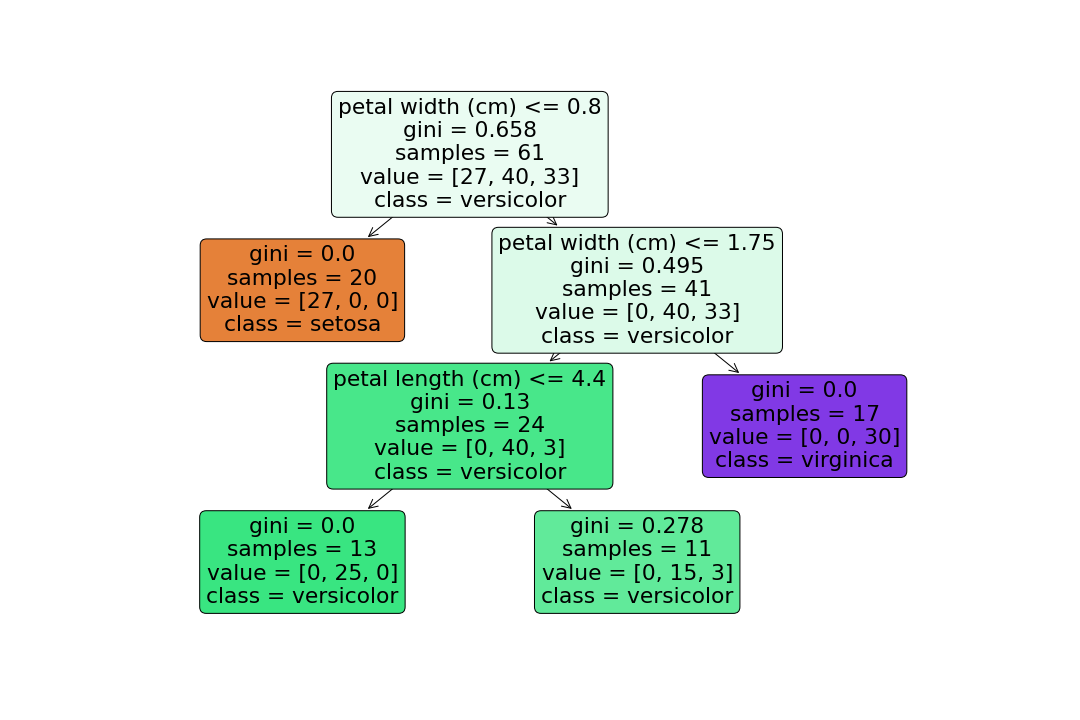 petal width (cm) <= 0.8
gini = 0.658
samples = 61
value = [27, 40, 33]
class = versicolor
gini = 0.0
samples = 20
value = [27, 0, 0]
class = setosa
petal width (cm) <= 1.75
gini = 0.495
samples = 41
value = [0, 40, 33]
class = versicolor
petal length (cm) <= 4.4
gini = 0.13
samples = 24
value = [0, 40, 3]
class = versicolor
gini = 0.0
samples = 17
value = [0, 0, 30]
class = virginica
gini = 0.0
samples = 13
value = [0, 25, 0]
class = versicolor
gini = 0.278
samples = 11
value = [0, 15, 3]
class = versicolor